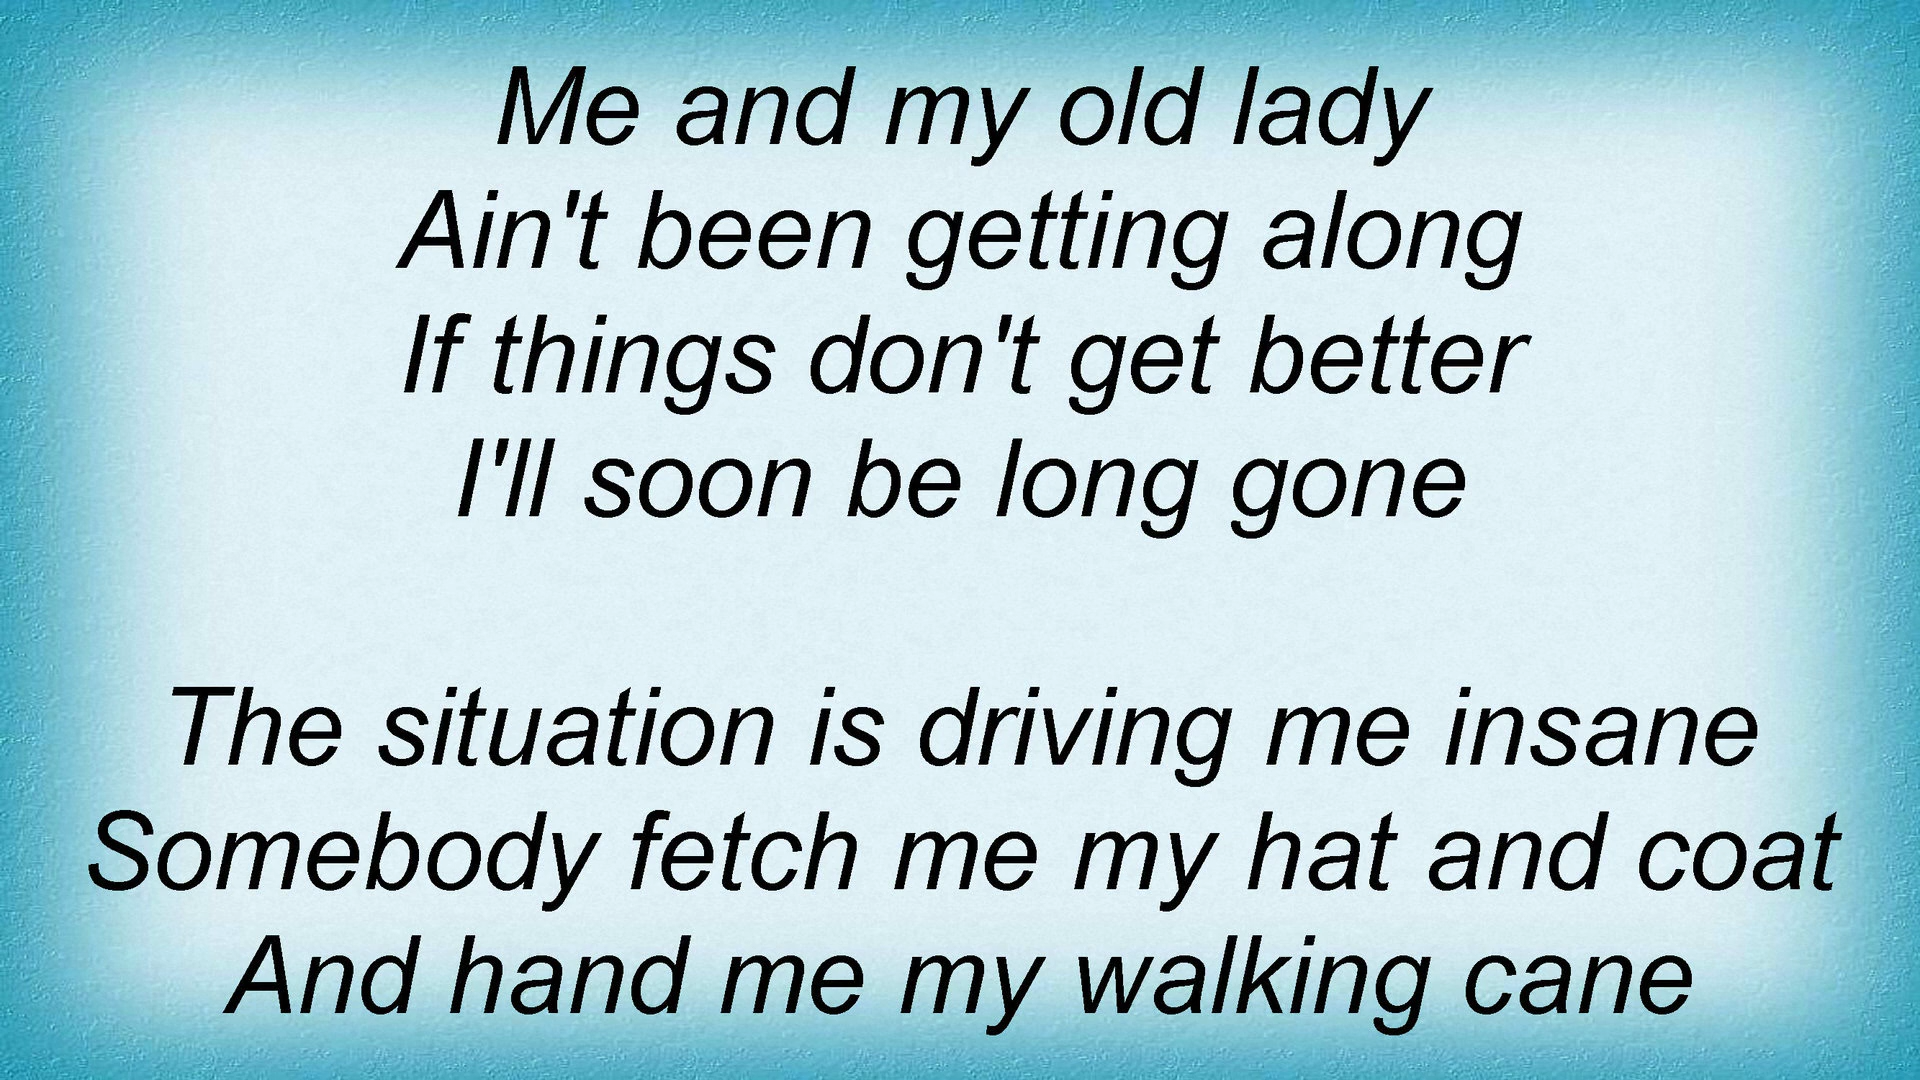 Me and my old lady
Ain't been getting along
If things don't get better
I'll soon be long gone
The situation is driving me insane
Somebody fetch me my hat and coat
And hand me my walking cane